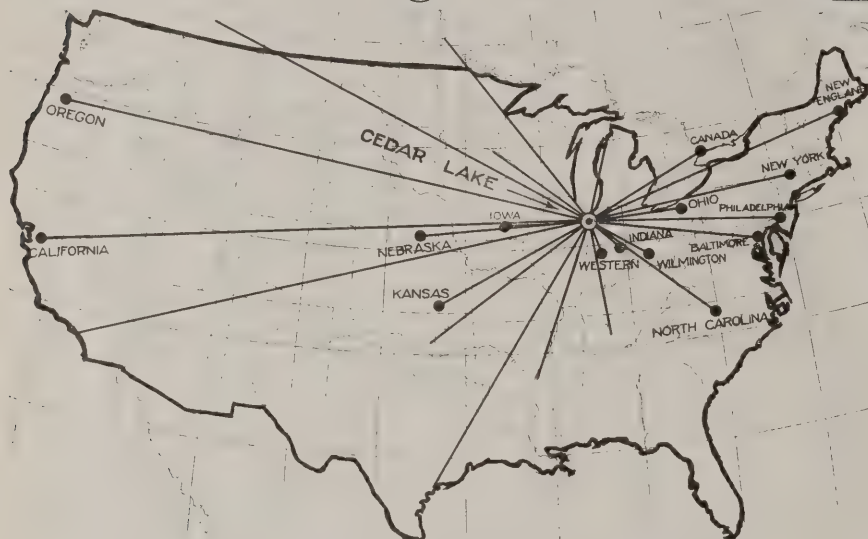 NEW
ENGLAND
OREGON
CANADA
CEDAR LAKE
NEW YORK
OHIO
PHILADELPHIA
IOWA
CALIFORNIA
NEBRASKA
INDIANA
BALTIMORE
WESTERN
WILMINGTON
KANSAS
NORTH CAROLINA